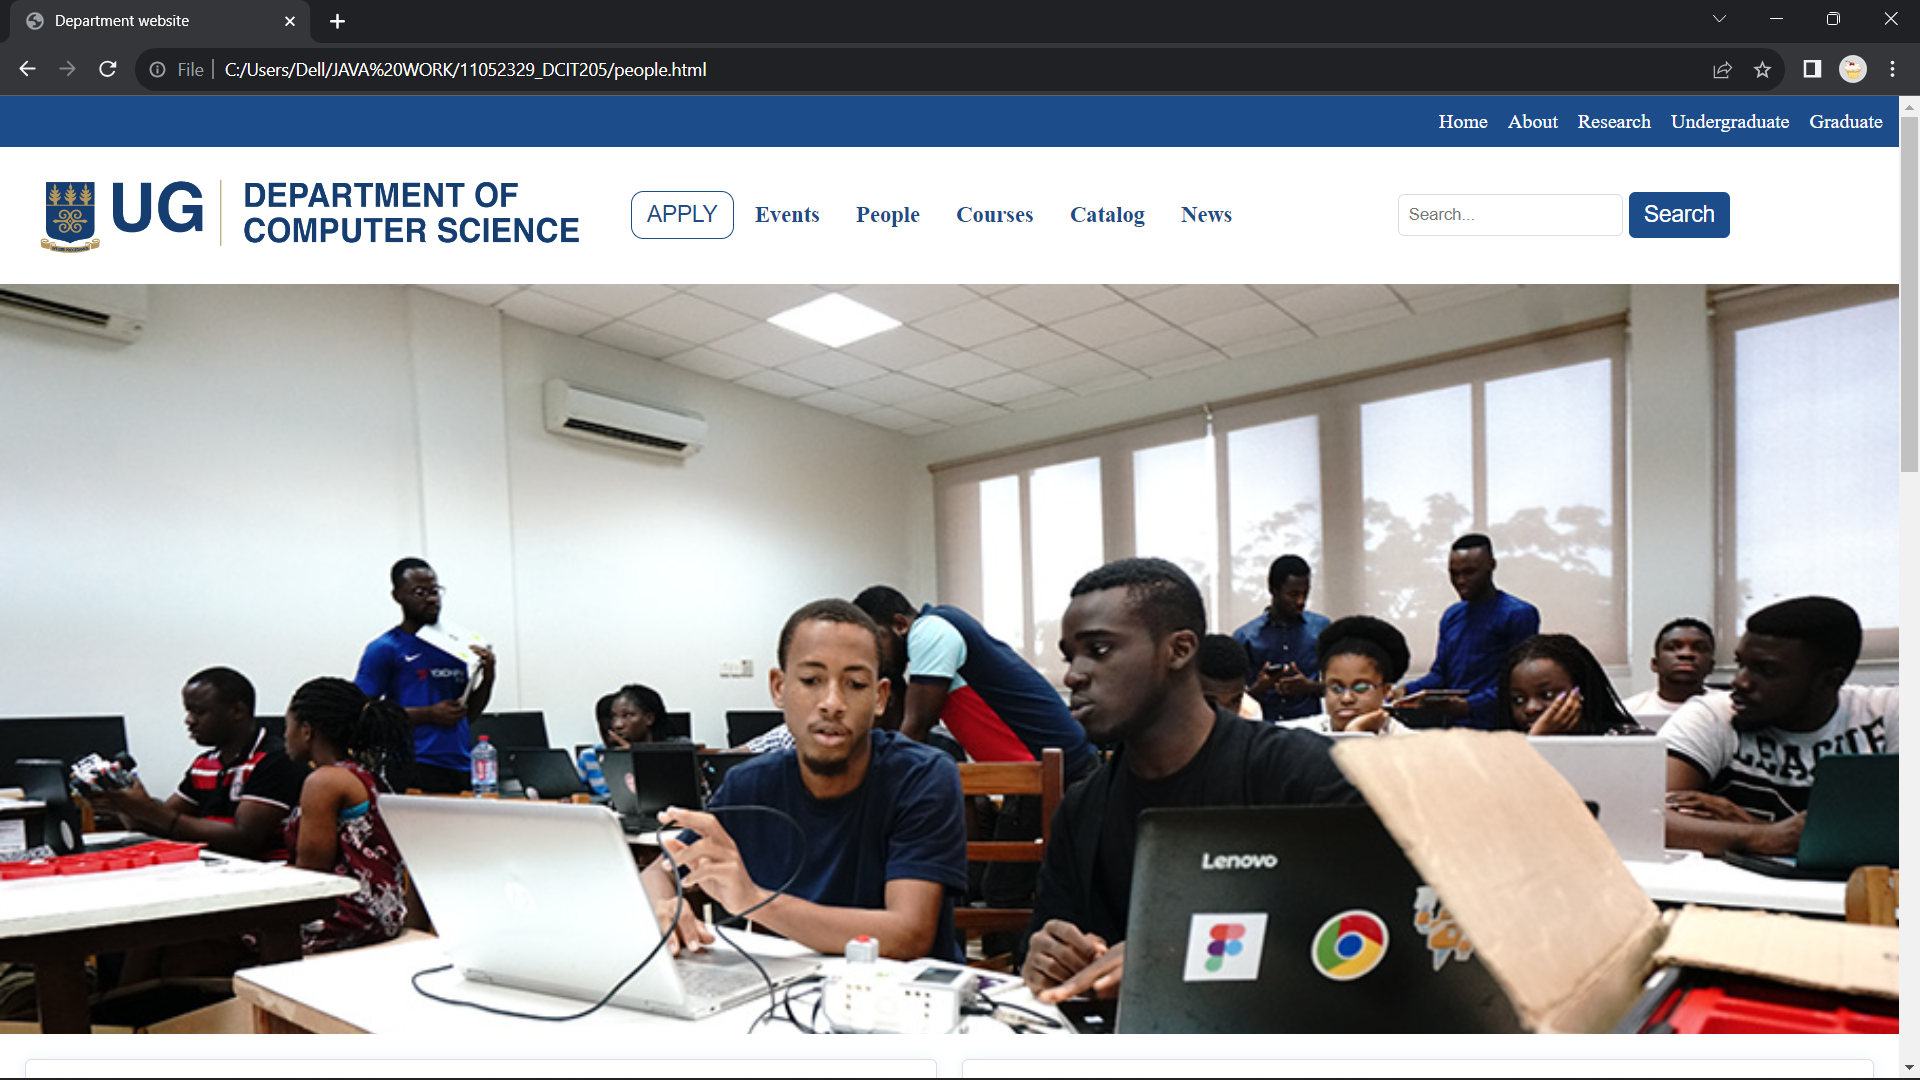 Department website
File
C:/Users/Dell/JAVA%20WORK/11052329_DCIT205/people.html
Home About Research Undergraduate Graduate
UG
DEPARTMENT OF
COMPUTER SCIENCE
APPLY Events People Courses Catalog News
Search...
Search
Lenovo